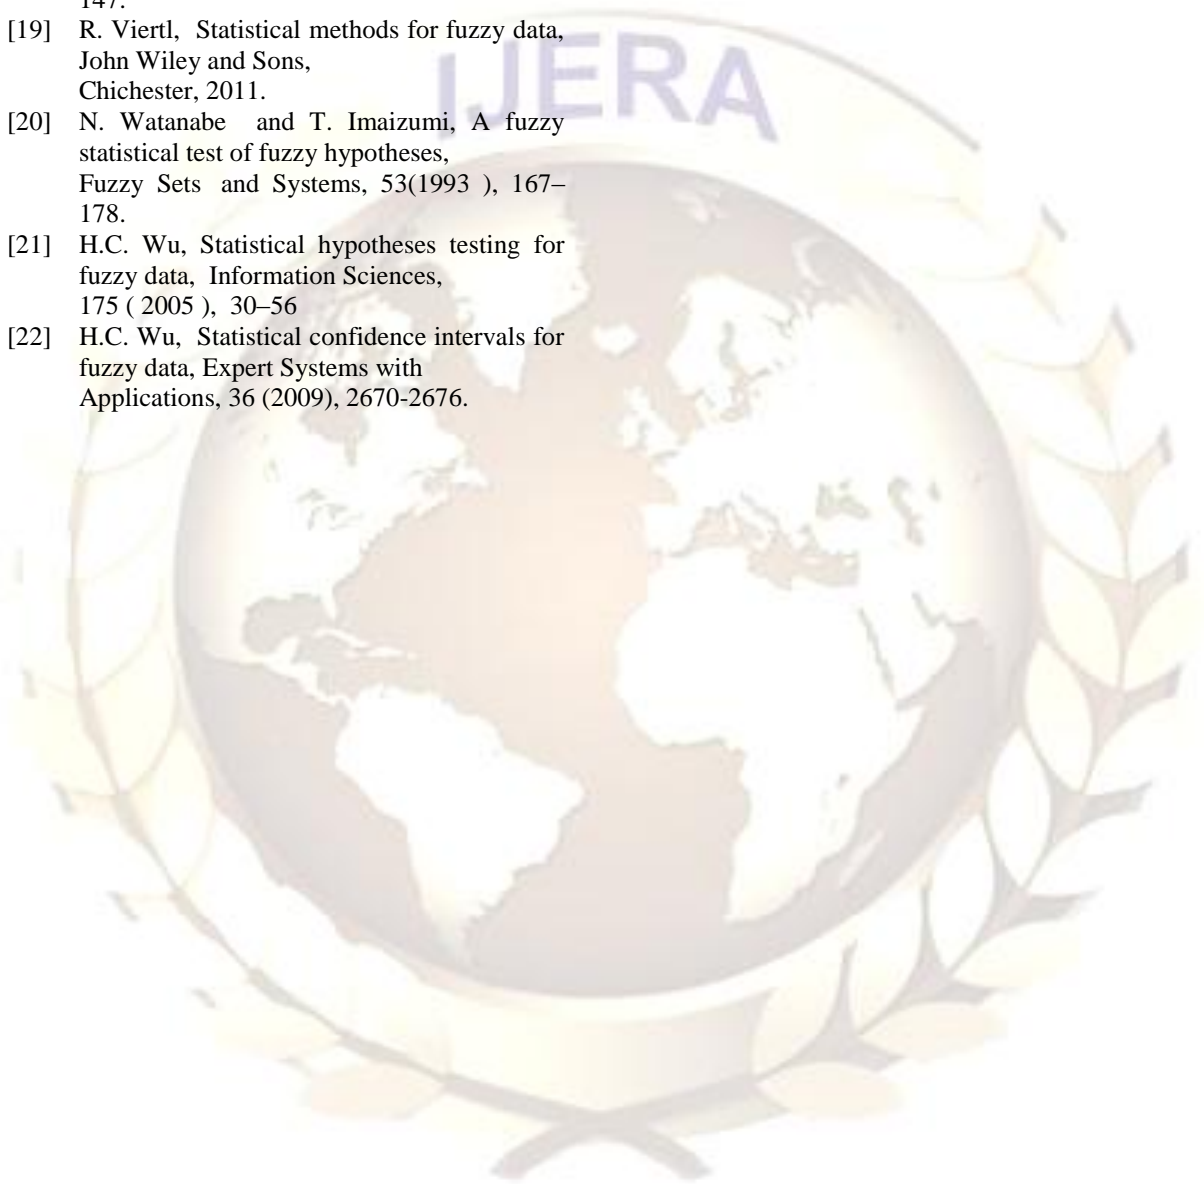 147.
[19] R. Viertl, Statistical methods for fuzzy data,
John Wiley and Sons,
Chichester, 2011.
[20] N. Watanabe and T. Imaizumi, A fuzzy
statistical test of fuzzy hypotheses,
Fuzzy Sets and Systems, 53(1993 ), 167–
178.
[21] H.C. Wu, Statistical hypotheses testing for
fuzzy data, Information Sciences,
175 ( 2005 ), 30–56
[22] H.C. Wu, Statistical confidence intervals for
fuzzy data, Expert Systems with
Applications, 36 (2009), 2670-2676.
IJERA